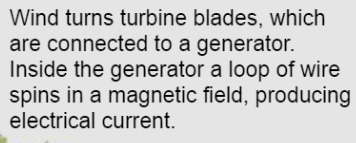 Wind turns turbine blades, which
are connected to a generator.
Inside the generator a loop of wire
spins in a magnetic field, producing
electrical current.